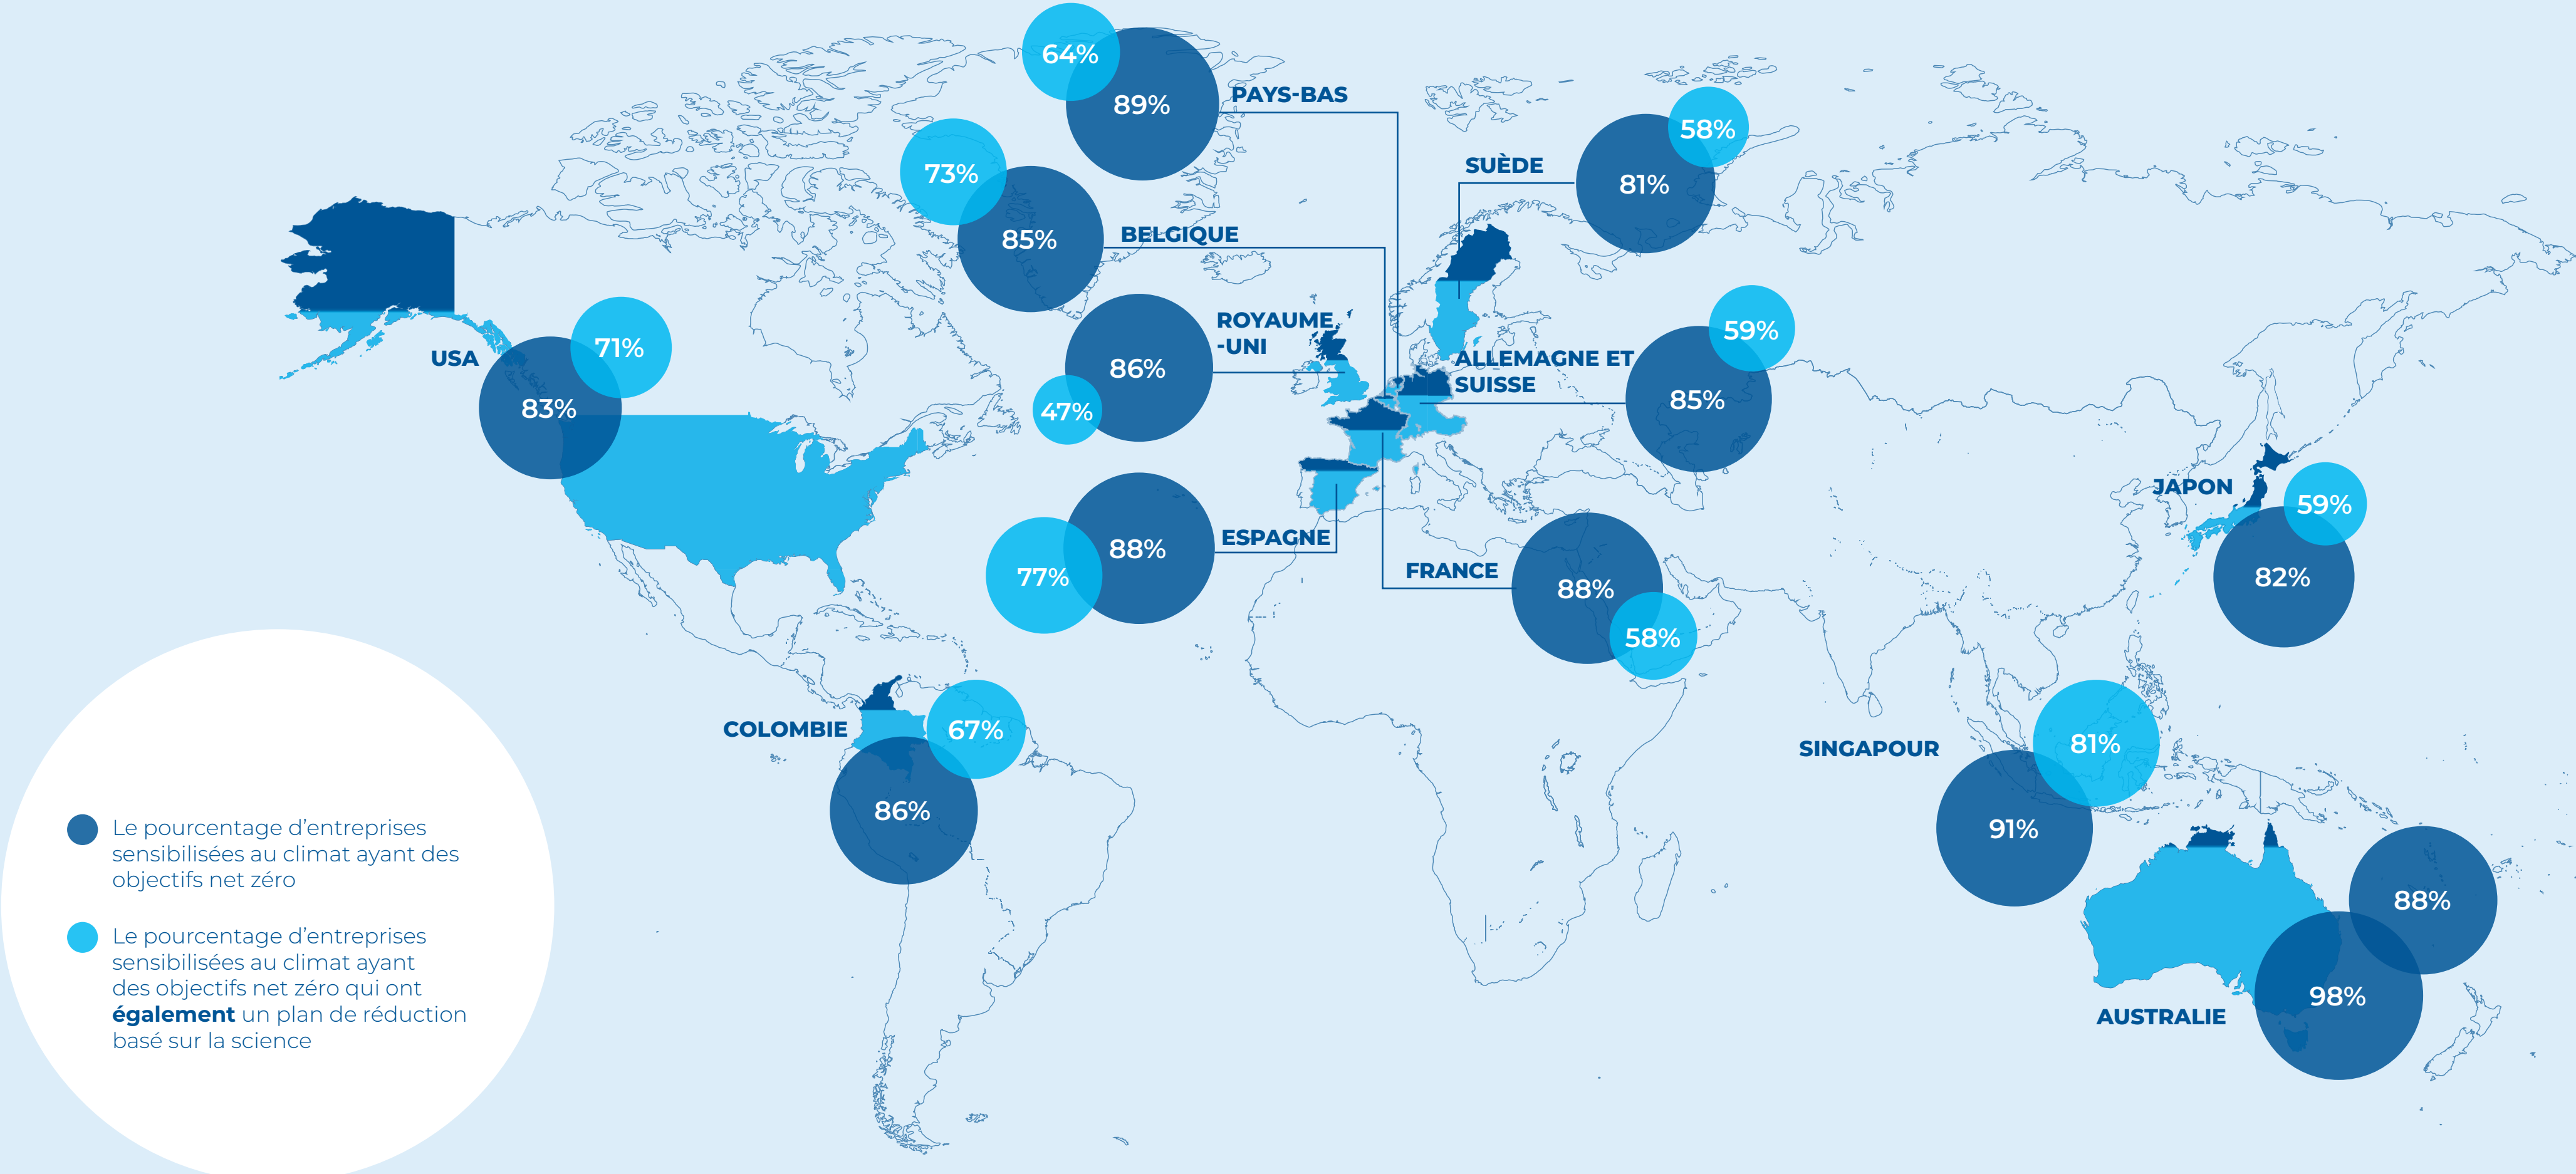 64%
89%
PAYS-BAS
73%
85%
BELGIQUE
SUÈDE
58%
81%
USA
71%
83%
ROYAUME
-UNI
86%
47%
ALLEMAGNE ET
SUISSE
59%
85%
ESPAGNE
88%
77%
FRANCE
88%
58%
JAPON
59%
82%
COLOMBIE
67%
86%
SINGAPOUR
81%
91%
AUSTRALIE
88%
98%
Le pourcentage d’entreprises
sensibilisées au climat ayant des
objectifs net zéro
Le pourcentage d’entreprises
sensibilisées au climat ayant
des objectifs net zéro qui ont
également un plan de réduction
basé sur la science